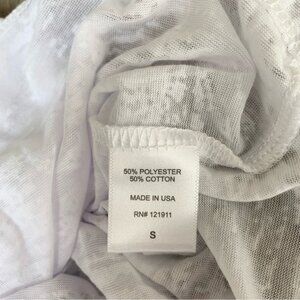 50% POLYESTER
50% COTTON
MADE IN USA
RN# 121911
S